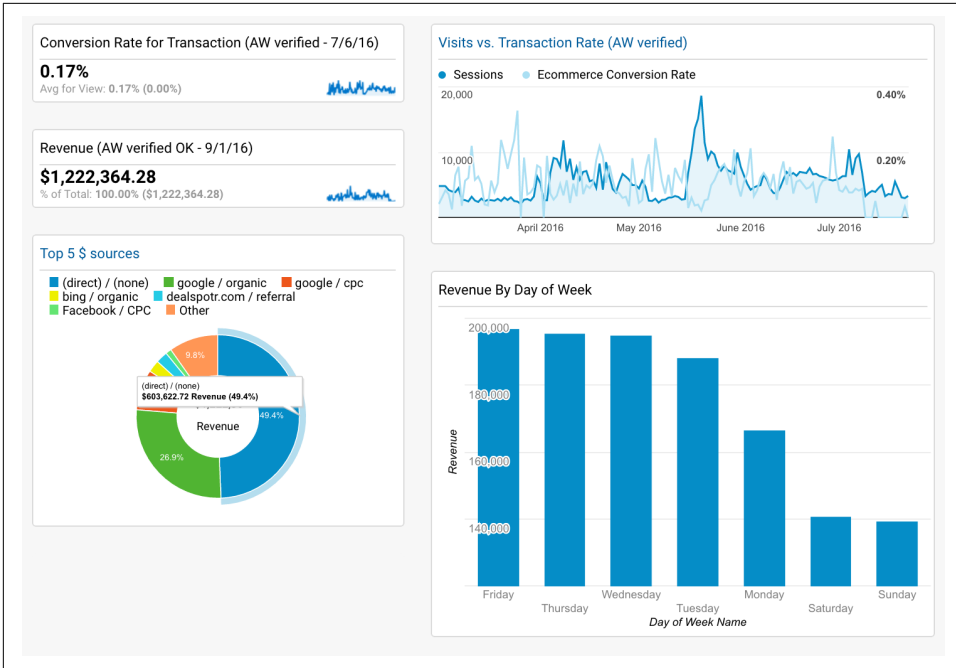 Conversion Rate for Transaction (AW verified - 7/6/16)
0.17%
Avg for View: 0.17% (0.00%)
Revenue (AW verified OK - 9/1/16)
$1,222,364.28
% of Total: 100.00% ($1,222,364.28)
Top 5 $ sources
(direct) / (none) google / organic google / cpc
bing / organic dealspotr.com / referral
Facebook / CPC Other
9.8%
(direct) / (none)
$603,622.72 Revenue (49.4%)
49.4%
Revenue
26.9%
Visits vs. Transaction Rate (AW verified)
Sessions Ecommerce Conversion Rate
20,000 0.40%
10,000 0.20%
April 2016 May 2016 June 2016 July 2016
Revenue By Day of Week
200,000
180,000
160,000
140,000
Revenue
Friday Wednesday Monday Sunday
Thursday Tuesday Saturday
Day of Week Name